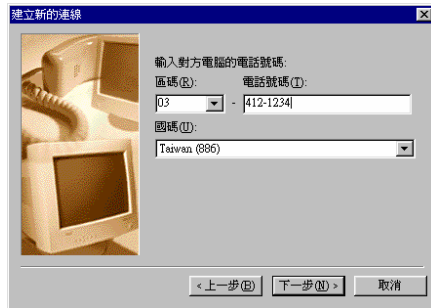 建立新的連線
輸入對方電腦的電話號碼:
區碼(R): 電話號碼(T):
03 - 412-1234
國碼(U):
Taiwan (886)
<上一步(B) 下一步(N)> 取消